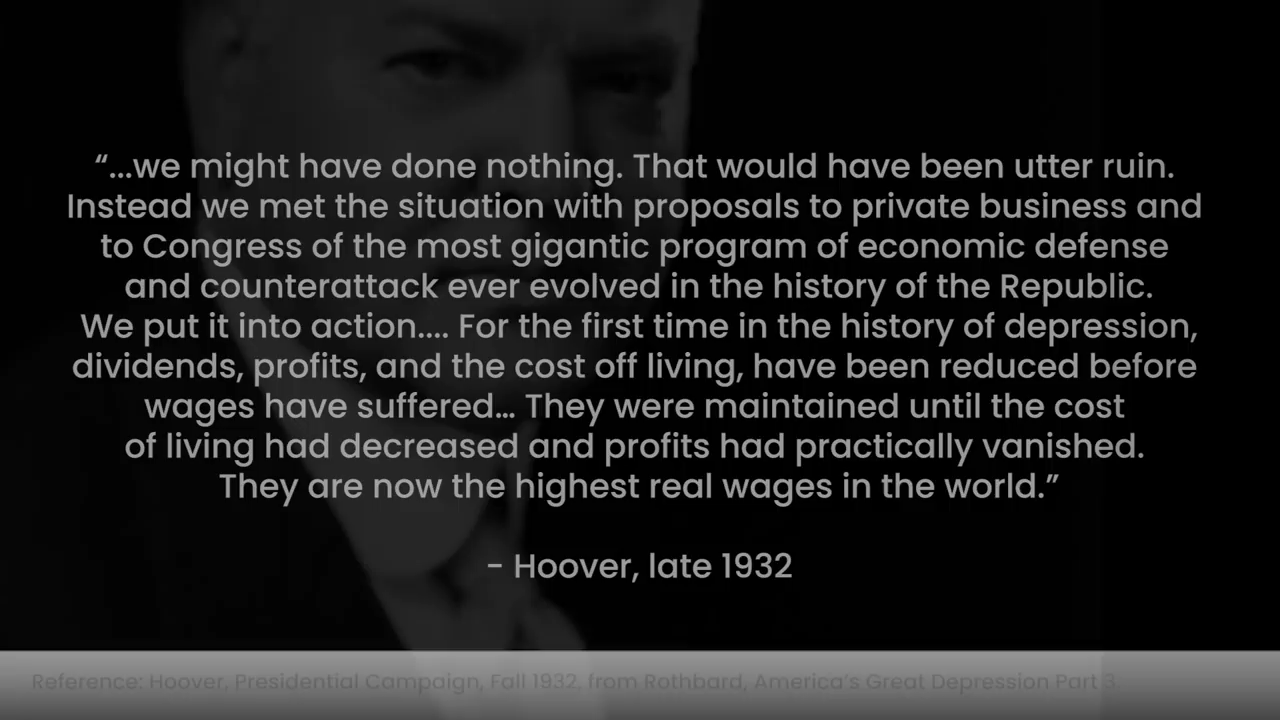 “...we might have done nothing. That would have been utter ruin.
Instead we met the situation with proposals to private business and
to Congress of the most gigantic program of economic defense
and counterattack ever evolved in the history of the Republic.
We put it into action.... For the first time in the history of depression,
dividends, profits, and the cost off living, have been reduced before
wages have suffered... They were maintained until the cost
of living had decreased and profits had practically vanished.
They are now the highest real wages in the world.”
- Hoover, late 1932
Reference: Hoover, Presidential Campaign, Fall 1932, from Rothbard, America’s Great Depression Part 3.